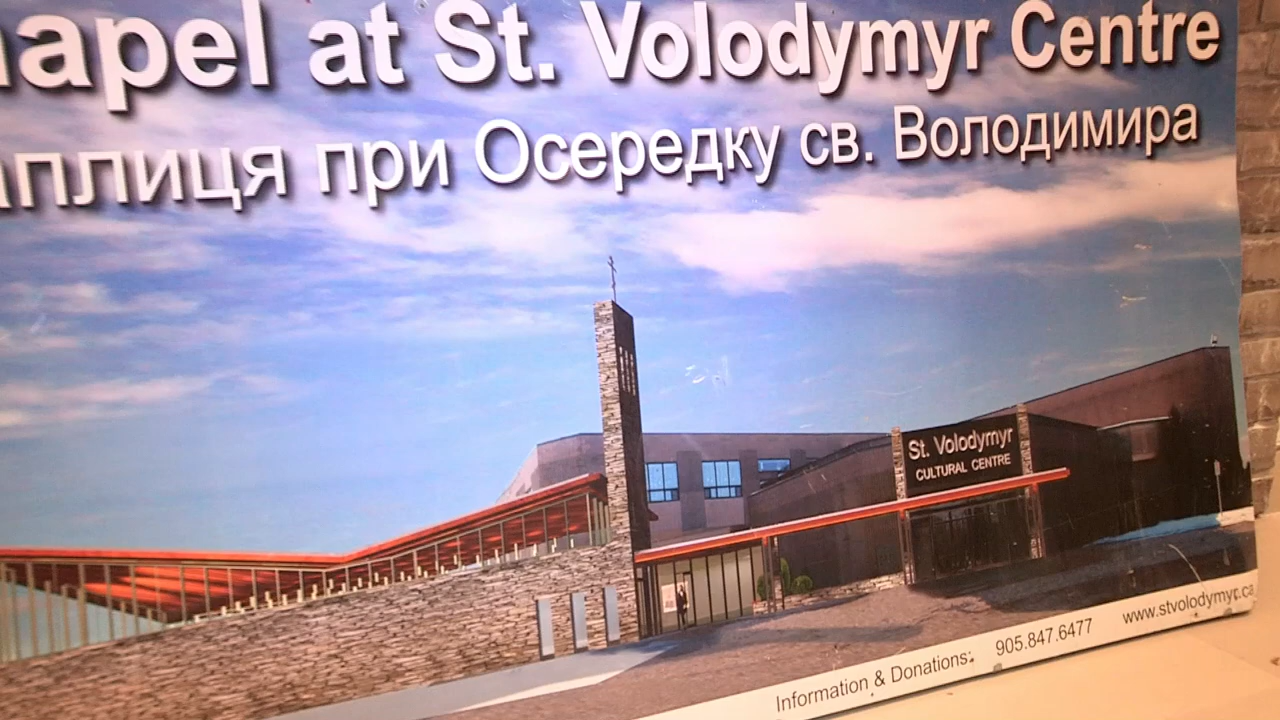 hapel at St. Volodymyr Centre
аплиця при Осередку св. Володимира
St. Volodymyr
CULTURAL CENTRE
Information & Donations: 905.847.6477 www.stvolodymyr.ca